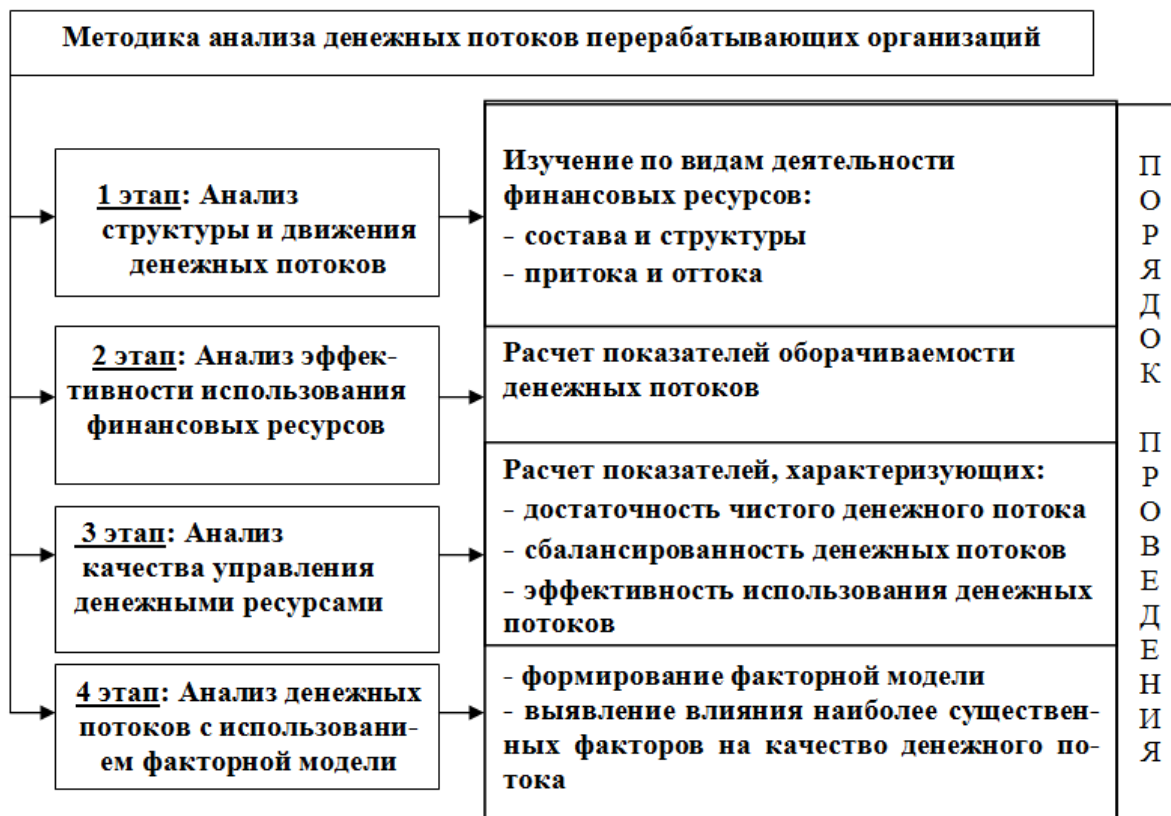 Методика анализа денежных потоков перерабатывающих организаций
1 этап: Анализ
структуры и движения
денежных потоков
Изучение по видам деятельности
финансовых ресурсов:
- состава и структуры
- притока и оттока
2 этап: Анализ эффек-
тивности использования
финансовых ресурсов
Расчет показателей оборачиваемости
денежных потоков
3 этап: Анализ
качества управления
денежными ресурсами
Расчет показателей, характеризующих:
- достаточность чистого денежного потока
- сбалансированность денежных потоков
- эффективность использования денежных
потоков
4 этап: Анализ денежных
потоков с использовани-
ем факторной модели
- формирование факторной модели
- выявление влияния наиболее существен-
ных факторов на качество денежного по-
тока
ПОРЯДОК ПРОВЕДЕНИЯ